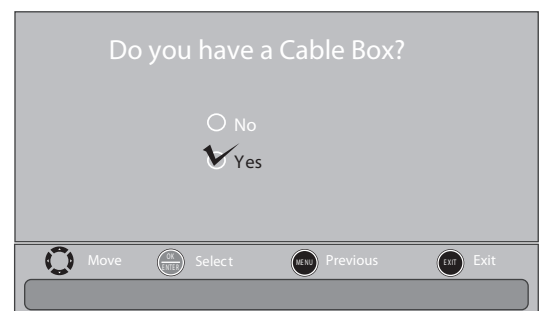 Do you have a Cable Box?
No
Yes
Move OK ENTER Select MENU Previous EXIT Exit